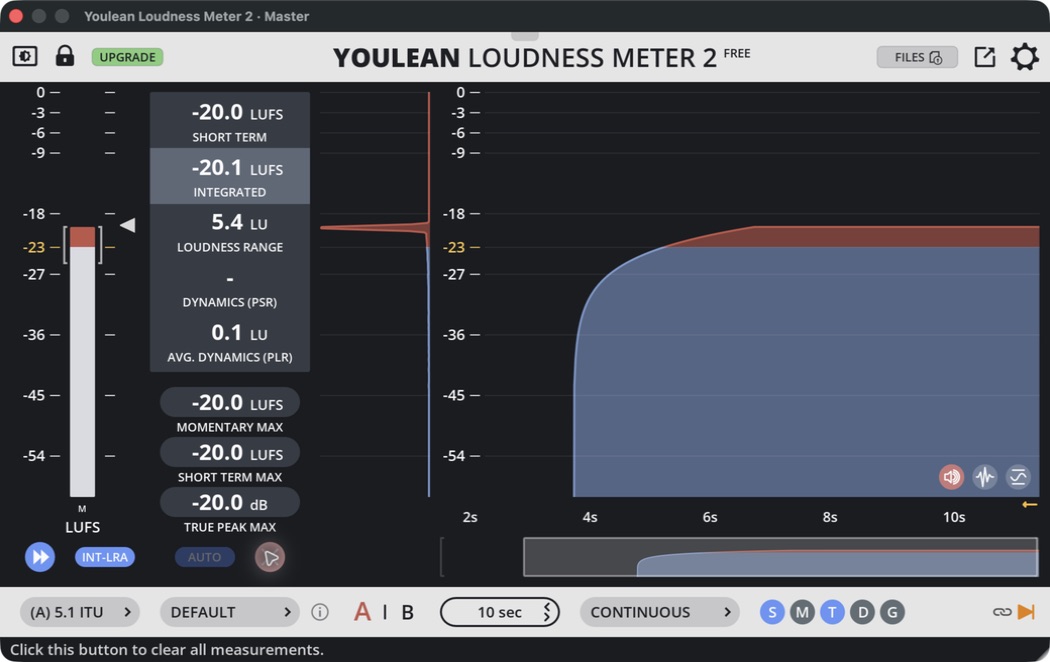 Youlean Loudness Meter 2 - Master
UPGRADE
YOULEAN LOUDNESS METER 2 FREE
FILES
0
-3
-6
-9
-18
-23
-27
-36
-45
-54
M
LUFS
-20.0 LUFS
SHORT TERM
-20.1 LUFS
INTEGRATED
5.4 LU
LOUDNESS RANGE
-
DYNAMICS (PSR)
0.1 LU
AVG. DYNAMICS (PLR)
-20.0 LUFS
MOMENTARY MAX
-20.0 LUFS
SHORT TERM MAX
-20.0 dB
TRUE PEAK MAX
INT-LRA
AUTO
0
-3
-6
-9
-18
-23
-27
-36
-45
-54
2s 4s 6s 8s 10s
(A) 5.1 ITU DEFAULT A | B 10 sec CONTINUOUS S M T D G
Click this button to clear all measurements.